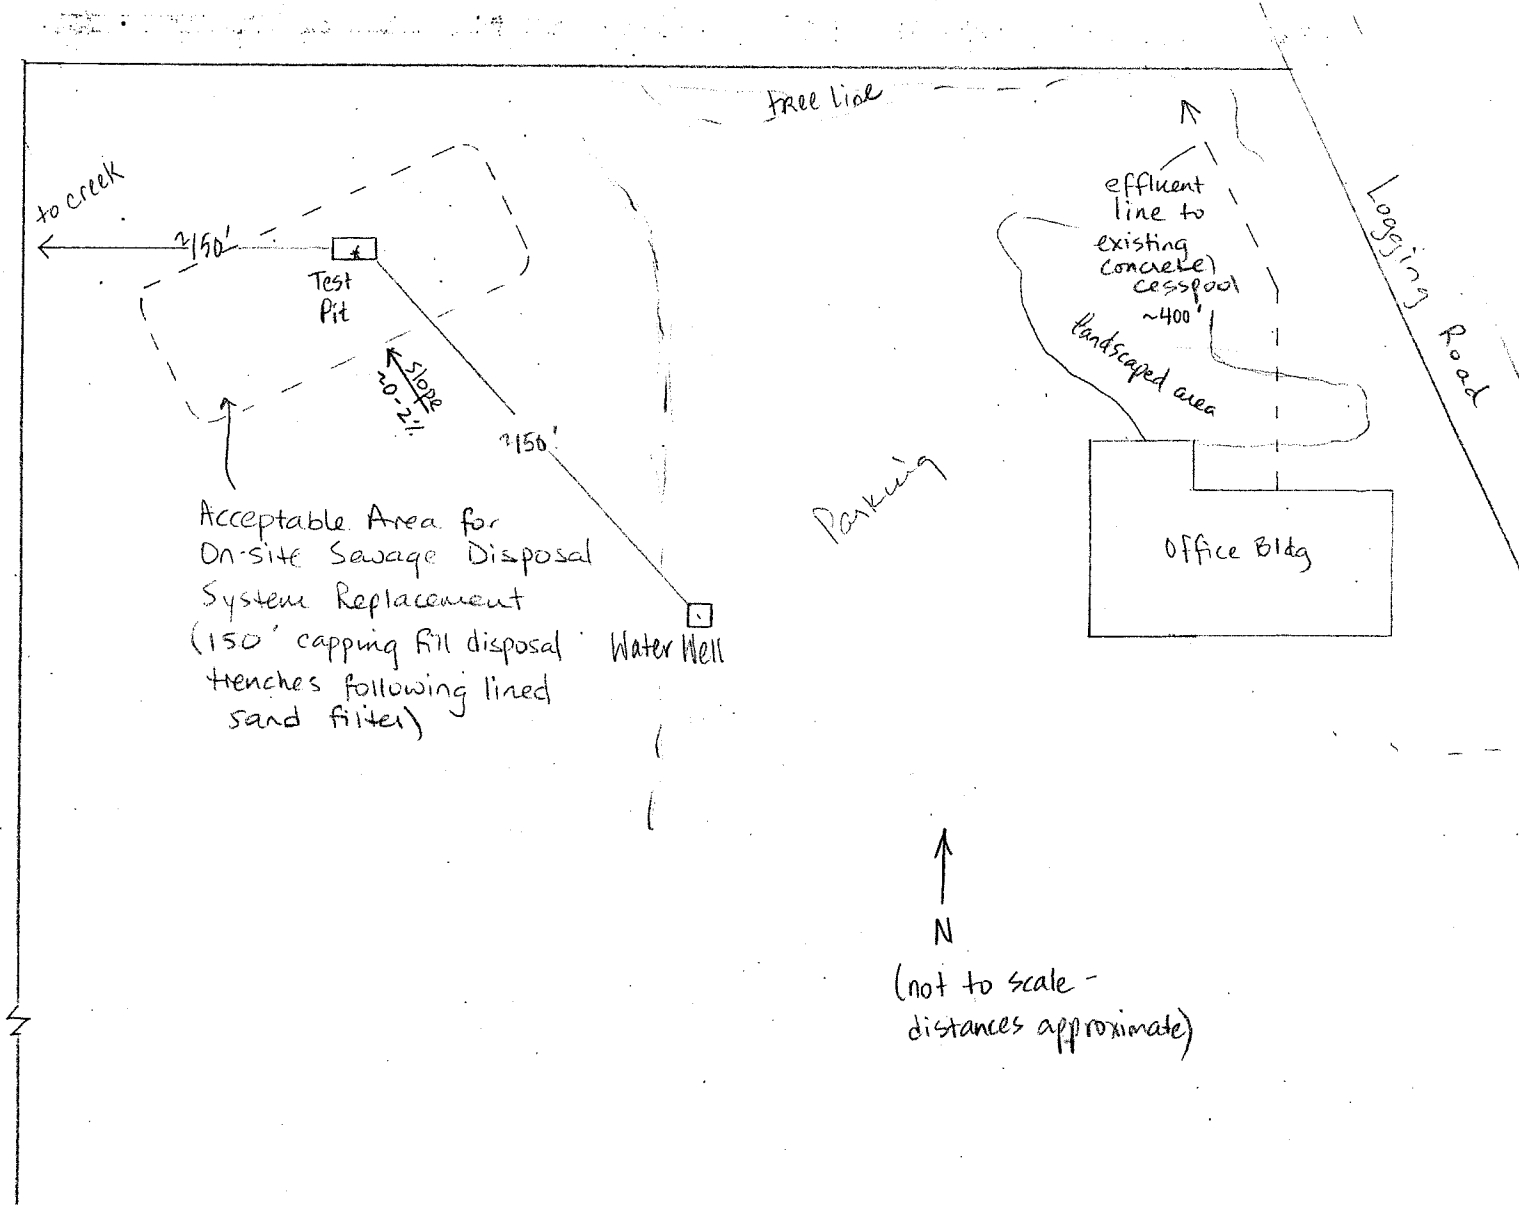 tree line
to creek
~150'
Test
Pit
slope
~0-2%
~150'
effluent
line to
existing
concrete)
cesspool
~400'
landscaped area
Logging Road
Parking
Office Bldg
Acceptable Area for
On-site Sewage Disposal
System Replacement
(150' capping fill disposal
trenches following lined
sand filter)
Water Well
N
(not to scale -
distances approximate)